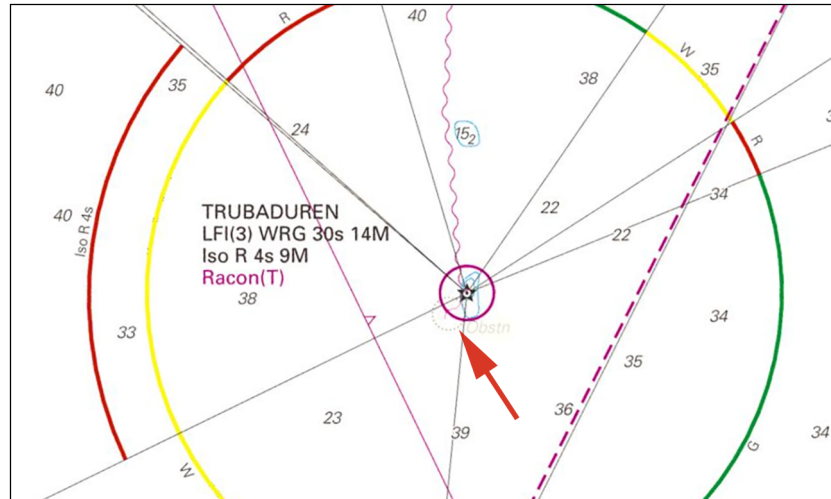 R
40
W
35
38
40
35
24
15₂
R
34
40
Iso R 4s
TRUBADUREN
LFl(3) WRG 30s 14M
Iso R 4s 9M
Racon(T)
22
22
38
33
Obstn
34
35
36
23
39
34
G
W